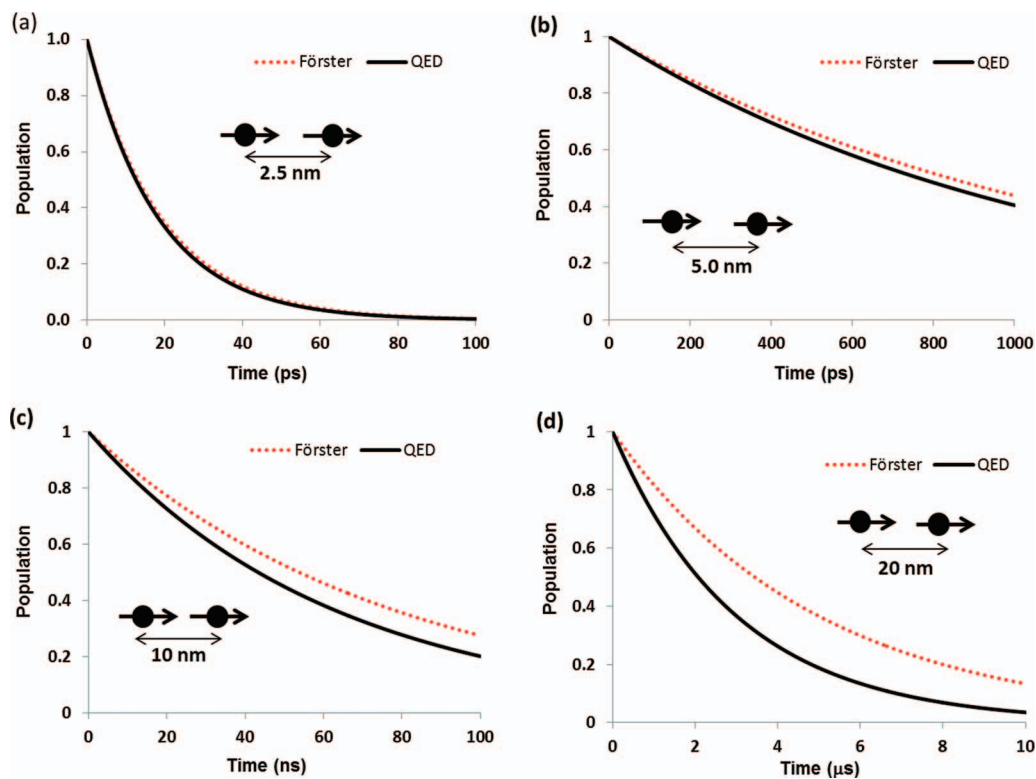 (a)
1.0
0.8
0.6
0.4
0.2
0.0
Population
Förster QED
2.5 nm
0 20 40 60 80 100
Time (ps)
(b)
1
0.8
0.6
0.4
0.2
0
Population
Förster QED
5.0 nm
0 200 400 600 800 1000
Time (ps)
(c)
1
0.8
0.6
0.4
0.2
0
Population
Förster QED
10 nm
0 20 40 60 80 100
Time (ns)
(d)
1
0.8
0.6
0.4
0.2
0
Population
Förster QED
20 nm
0 2 4 6 8 10
Time (μs)